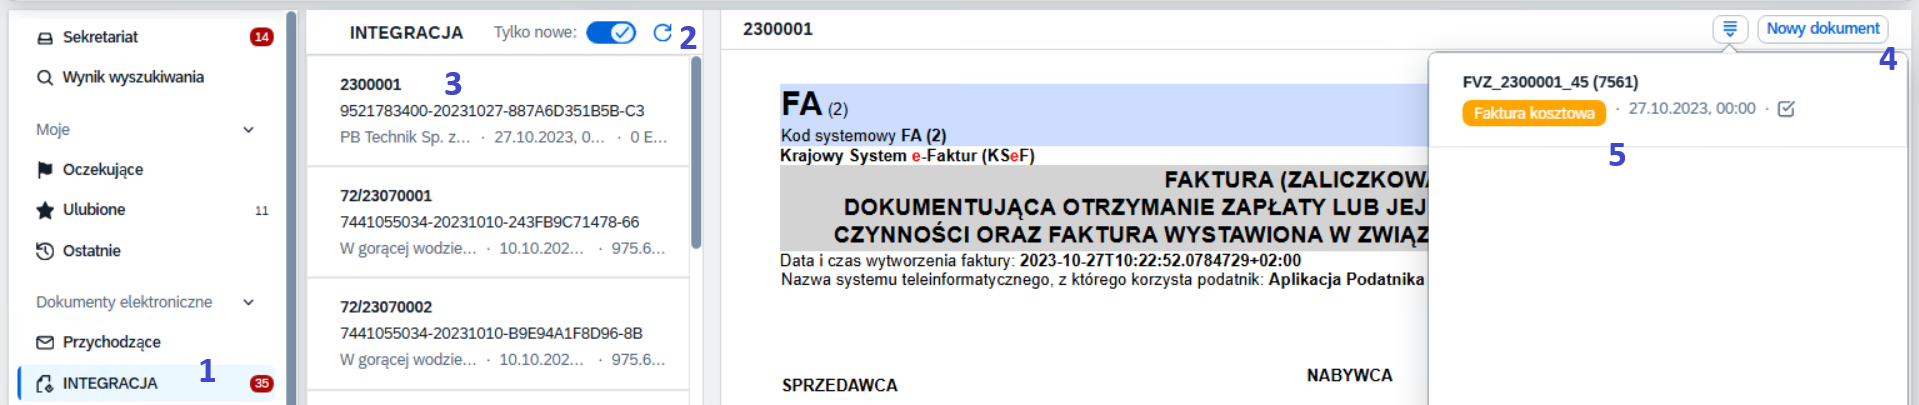 Sekretariat 14
Wynik wyszukiwania
Moje
Oczekujące
Ulubione 11
Ostatnie
Dokumenty elektroniczne
Przychodzące
INTEGRACJA 1 35
INTEGRACJA Tylko nowe: 2
2300001 3
9521783400-20231027-887A6D351B5B-C3
PB Technik Sp. z... · 27.10.2023, 0... · 0 E...
72/23070001
7441055034-20231010-243FB9C71478-66
W gorącej wodzie... · 10.10.202... · 975.6...
72/23070002
7441055034-20231010-B9E94A1F8D96-8B
W gorącej wodzie... · 10.10.202... · 975.6...
2300001
Nowy dokument
4
FA (2)
Kod systemowy FA (2)
Krajowy System e-Faktur (KSeF)
FAKTURA (ZALICZKOWA
DOKUMENTUJĄCA OTRZYMANIE ZAPŁATY LUB JEJ
CZYNNOŚCI ORAZ FAKTURA WYSTAWIONA W ZWIĄZ
Data i czas wytworzenia faktury: 2023-10-27T10:22:52.0784729+02:00
Nazwa systemu teleinformatycznego, z którego korzysta podatnik: Aplikacja Podatnika
SPRZEDAWCA
NABYWCA
FVZ_2300001_45 (7561)
Faktura kosztowa · 27.10.2023, 00:00 ·
5